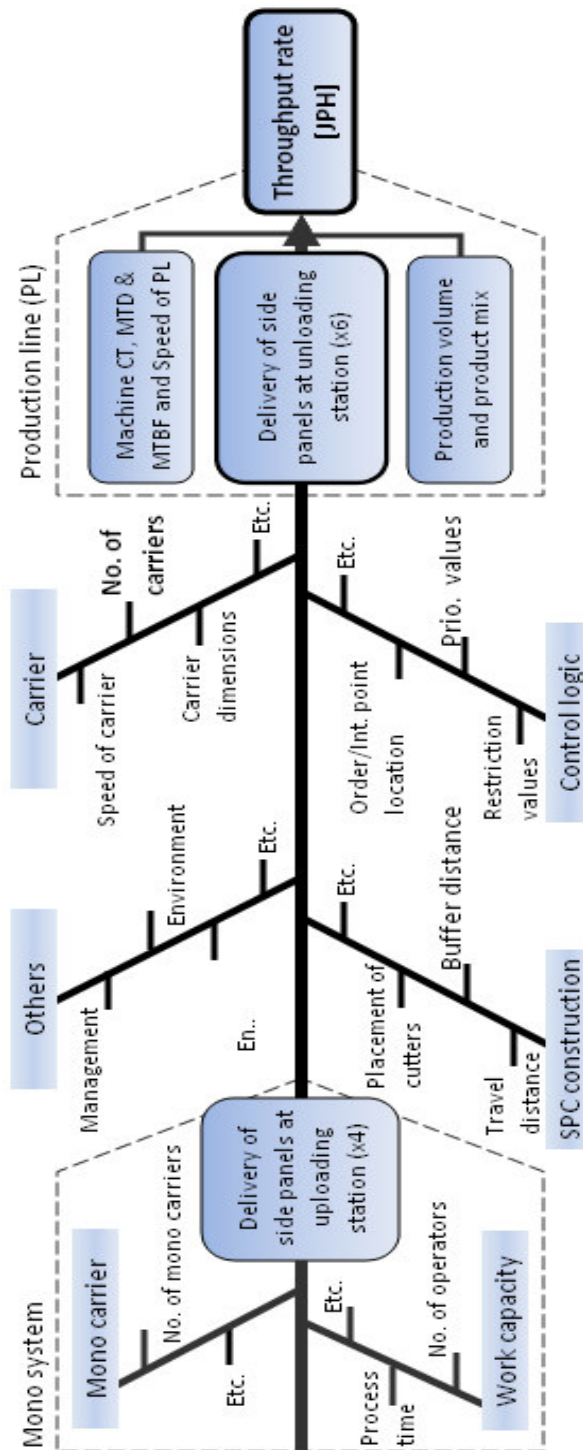 Mono system
Mono carrier
No. of mono carriers
Etc.
Delivery of
side panels at
uploading
station (x4)
Process
time
Etc.
No. of operators
Work capacity
Others
Management
Environment
En..
Etc.
Placement of
cutters
Etc.
Travel
distance
Buffer distance
SPC construction
Carrier
Speed of carrier
No. of
carriers
Carrier
dimensions
Etc.
Order/Int. point
location
Etc.
Restriction
values
Prio. values
Control logic
Production line (PL)
Machine CT, MTD &
MTBF and Speed of PL
Delivery of side
panels at unloading
station (x6)
Production volume
and product mix
Throughput rate
[JPH]